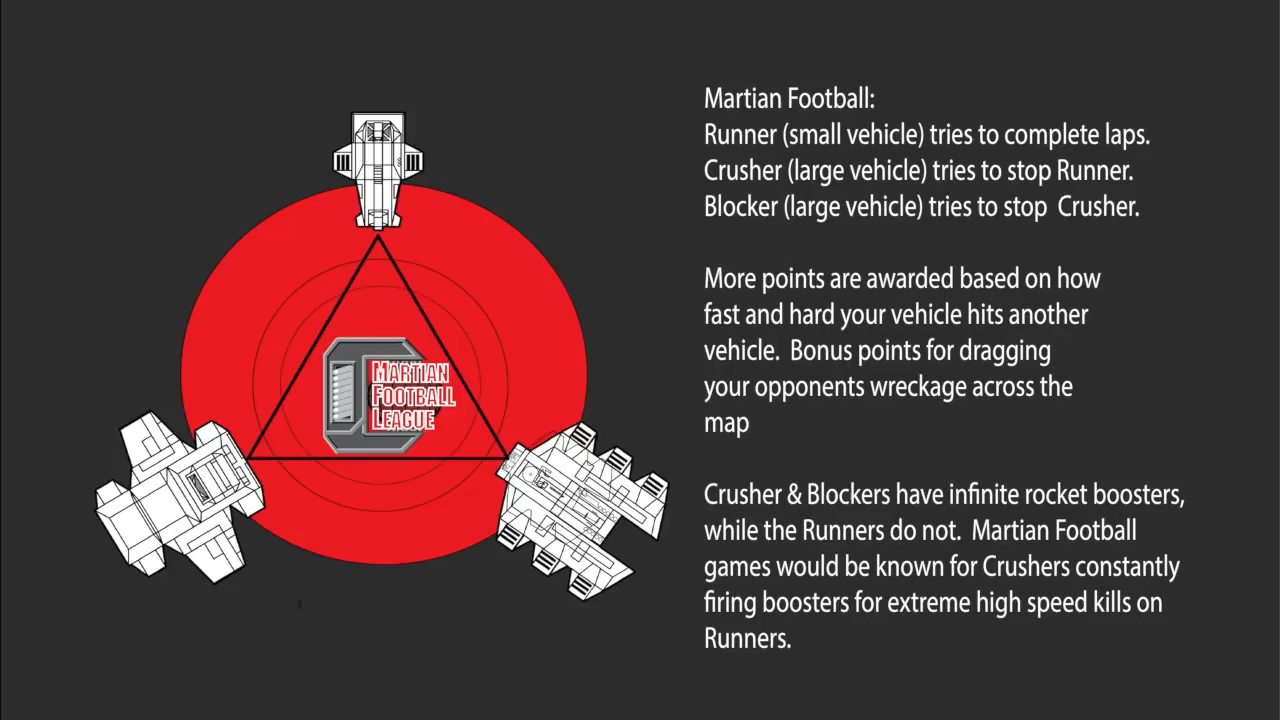 Martian Football:
Runner (small vehicle) tries to complete laps.
Crusher (large vehicle) tries to stop Runner.
Blocker (large vehicle) tries to stop  Crusher.
More points are awarded based on how
fast and hard your vehicle hits another
vehicle.  Bonus points for dragging
your opponents wreckage across the
map
Crusher & Blockers have infinite rocket boosters,
while the Runners do not.  Martian Football
games would be known for Crushers constantly
firing boosters for extreme high speed kills on
Runners.
MARTIAN
FOOTBALL
LEAGUE